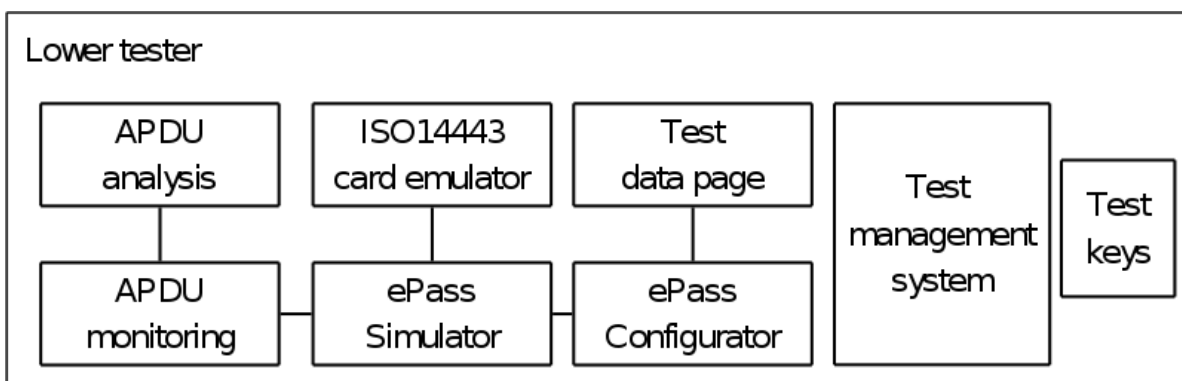 Lower tester
APDU
analysis
ISO14443
card emulator
Test
data page
Test
management
system
Test
keys
APDU
monitoring
ePass
Simulator
ePass
Configurator